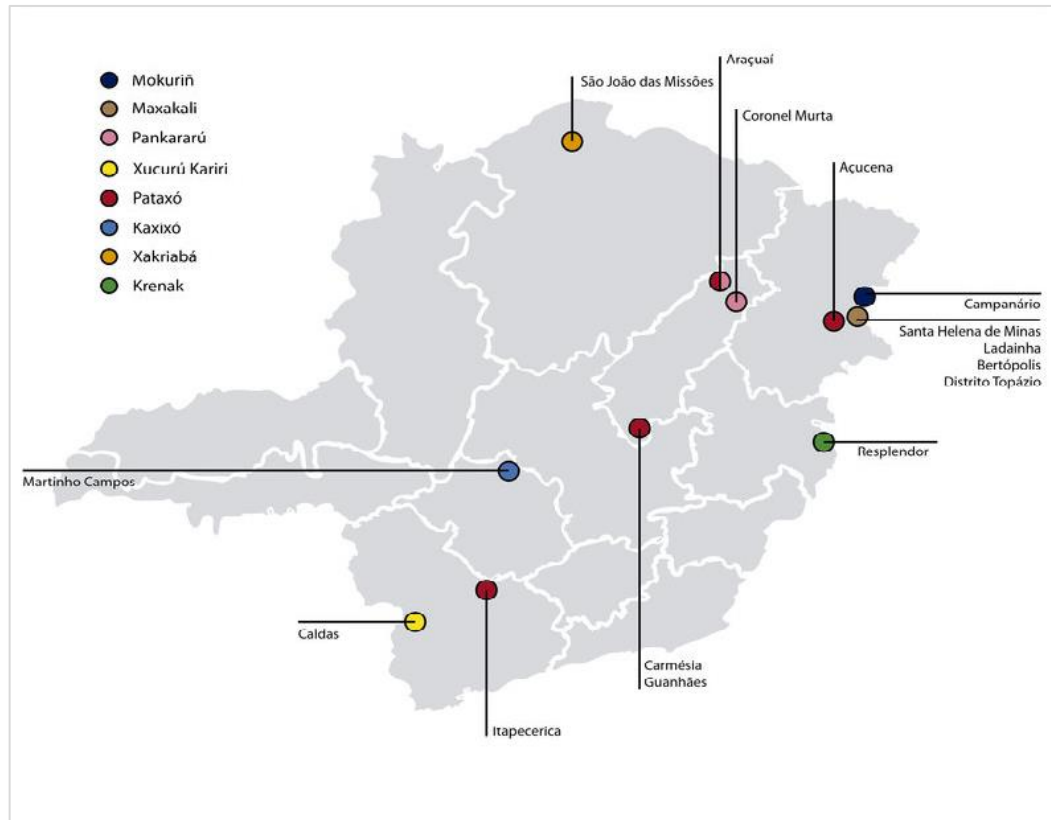 Mokuriñ
Maxakali
Pankararú
Xucurú Kariri
Pataxó
Kaxixó
Xakriabá
Krenak
São João das Missões
Araçuaí
Coronel Murta
Açucena
Campanário
Santa Helena de Minas
Ladainha
Bertópolis
Distrito Topázio
Resplendor
Martinho Campos
Caldas
Carmésia
Guanhães
Itapecerica